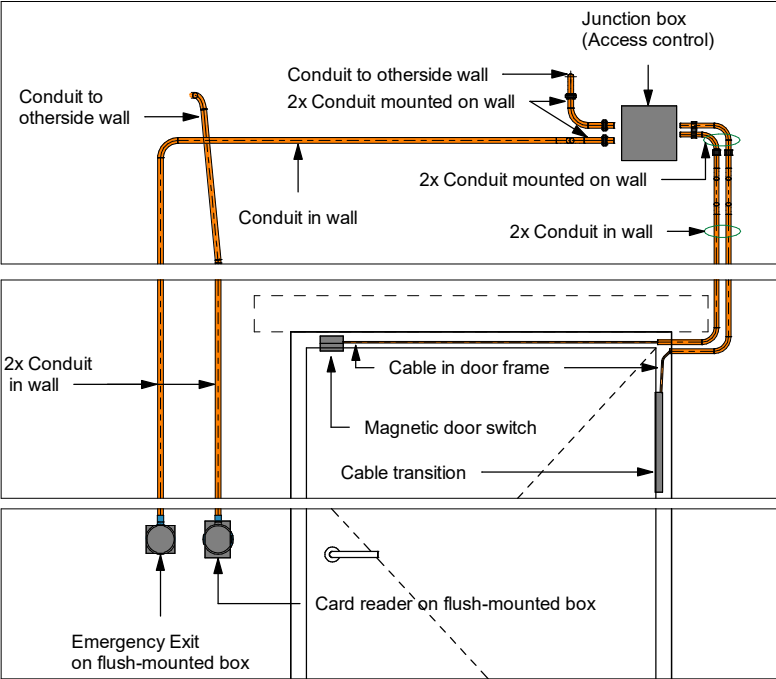 Junction box
(Access control)
Conduit to otherside wall
Conduit to
otherside wall
2x Conduit mounted on wall
2x Conduit mounted on wall
Conduit in wall
2x Conduit in wall
2x Conduit
in wall
Cable in door frame
Magnetic door switch
Cable transition
Card reader on flush-mounted box
Emergency Exit
on flush-mounted box